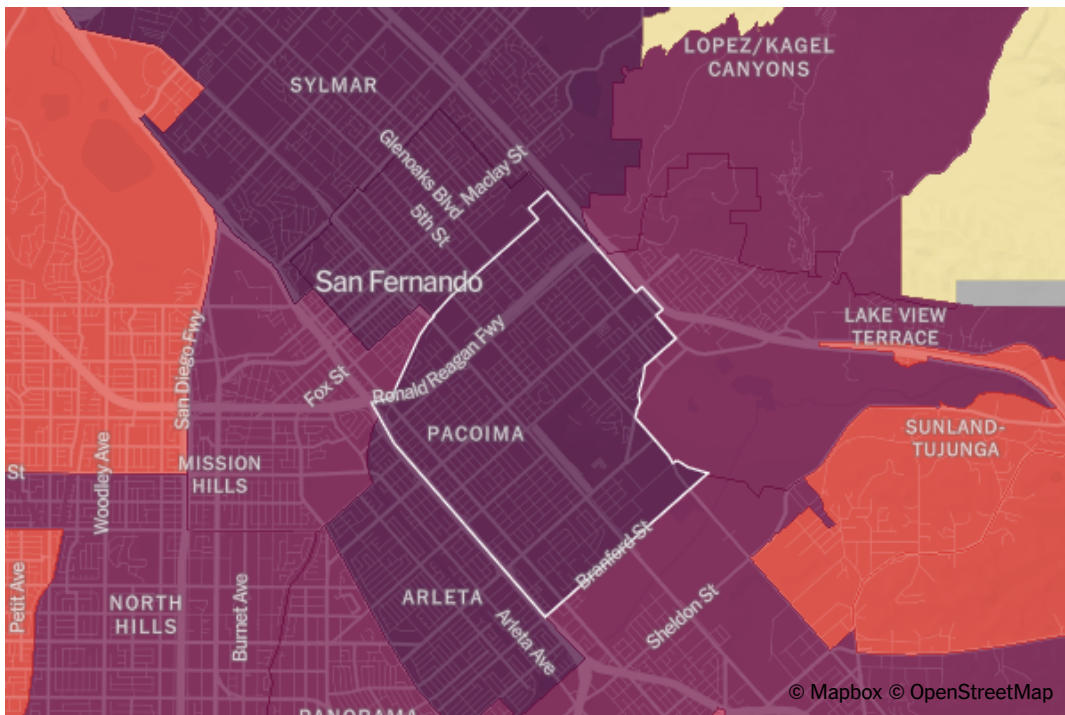 LOPEZ/KAGEL
CANYONS
SYLMAR
Glenoaks Blvd
Maclay St
5th St
San Fernando
San Diego Fwy
Ronald Reagan Fwy
LAKE VIEW
TERRACE
Fox St
PACOIMA
SUNLAND-
TUJUNGA
St
Woodley Ave
MISSION
HILLS
Branford St
Petit Ave
NORTH
HILLS
Burnet Ave
ARLETA
Arleta Ave
Sheldon St
PANORAMA
© Mapbox © OpenStreetMap